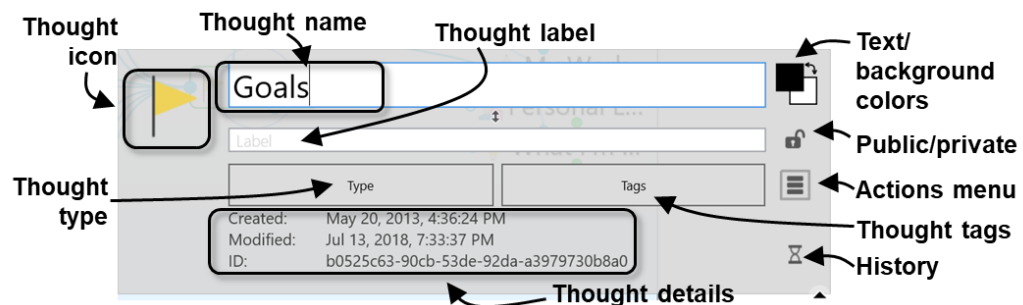 Thought
icon
Thought name
Thought label
Text/
background
colors
Goals
Label
Public/private
Type
Tags
Actions menu
Thought
type
Created: May 20, 2013, 4:36:24 PM
Modified: Jul 13, 2018, 7:33:37 PM
ID: b0525c63-90cb-53de-92da-a3979730b8a0
Thought tags
History
Thought details